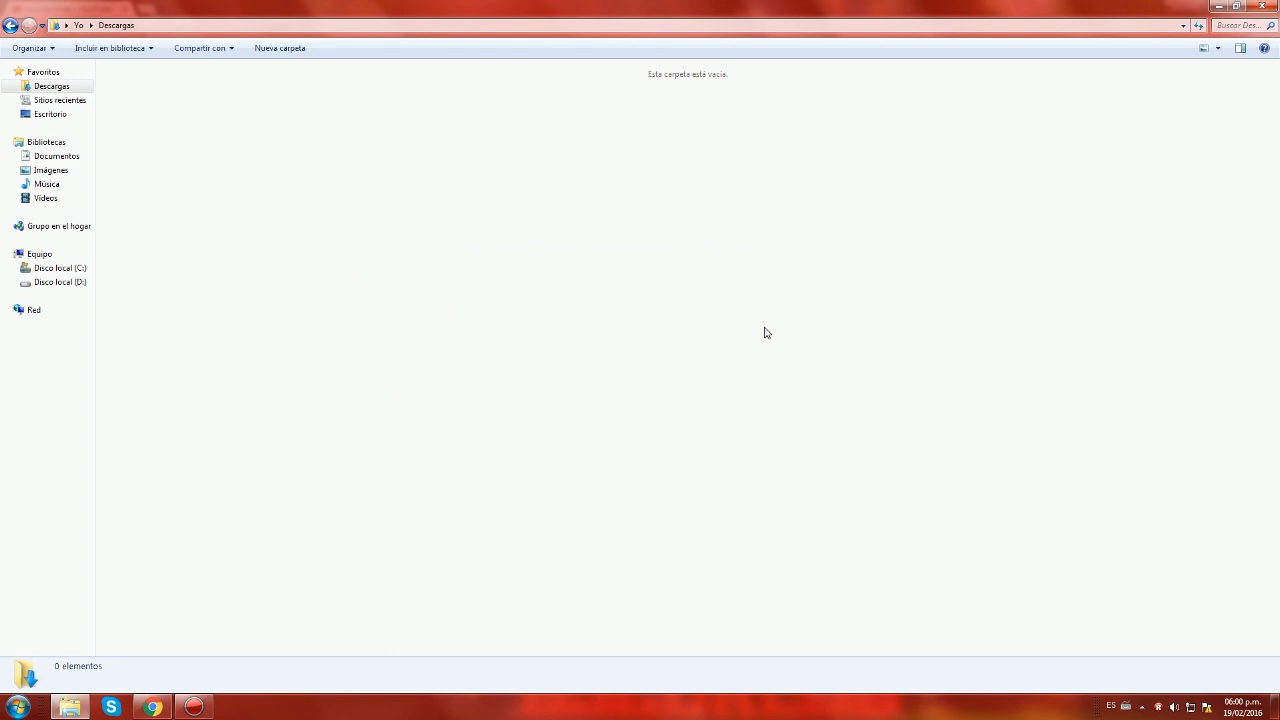 Yo Descargas
Buscar Des...
Organizar Incluir en biblioteca Compartir con Nueva carpeta
Favoritos
Descargas
Sitios recientes
Escritorio
Bibliotecas
Documentos
Imágenes
Música
Vídeos
Grupo en el hogar
Equipo
Disco local (C:)
Disco local (D:)
Red
Esta carpeta está vacía.
0 elementos
ES
06:00 p.m.
19/02/2016